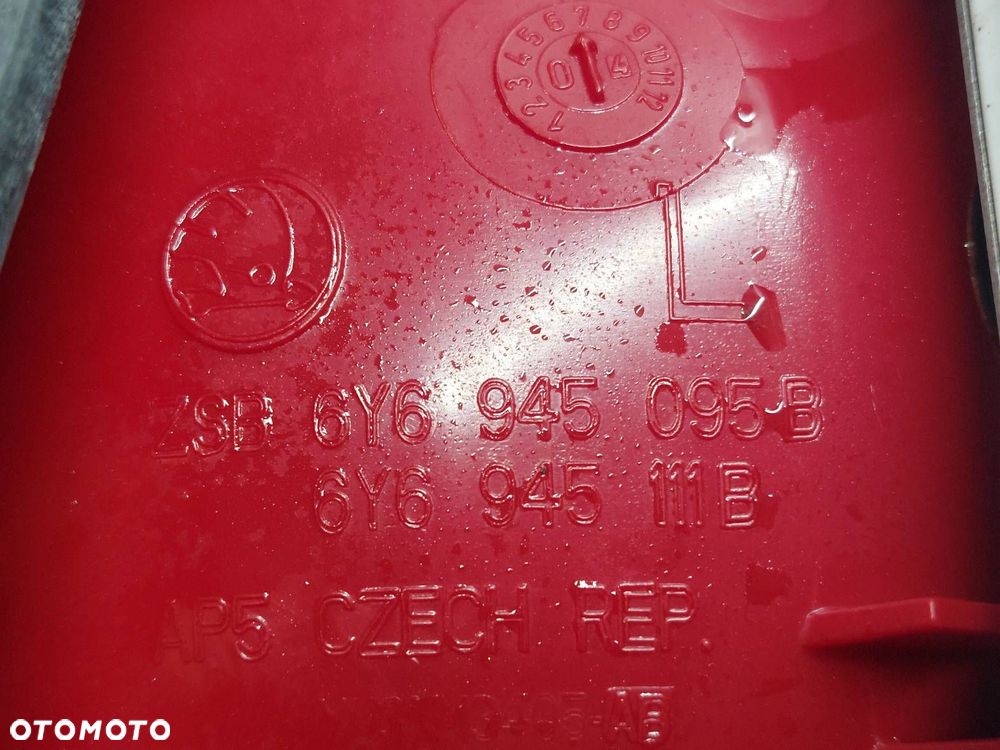 1 2 3 4 5 6 7 8 9 10 11 12
0 4
L
ZSB 6Y6 945 095 B
6Y6 945 111 B
AP5 CZECH REP.
OTOMOTO